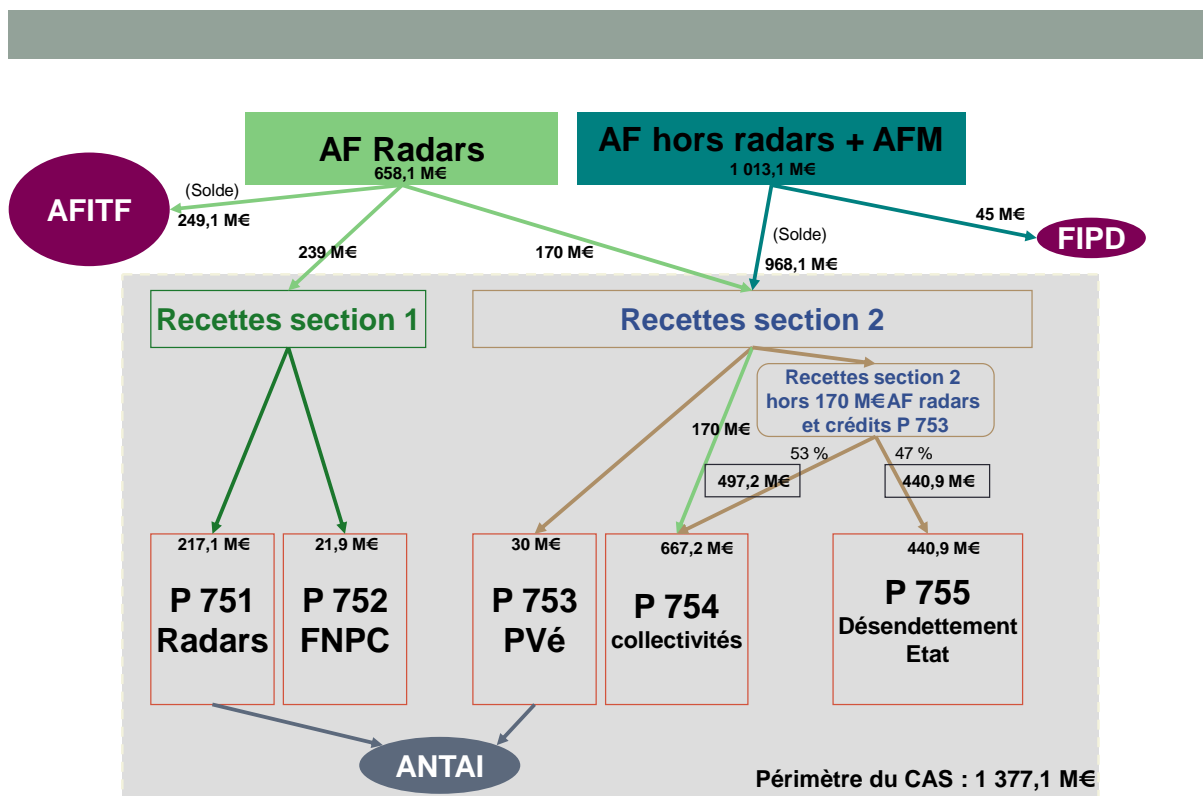 AF Radars
658,1 M€
AF hors radars + AFM
1 013,1 M€
AFITF
(Solde)
249,1 M€
45 M€
FIPD
239 M€
170 M€
(Solde)
968,1 M€
Recettes section 1
Recettes section 2
Recettes section 2
hors 170 M€AF radars
et crédits P 753
170 M€
53 %
47 %
497,2 M€
440,9 M€
217,1 M€
P 751
Radars
21,9 M€
P 752
FNPC
30 M€
P 753
PVé
667,2 M€
P 754
collectivités
440,9 M€
P 755
Désendettement
Etat
ANTAI
Périmètre du CAS : 1 377,1 M€